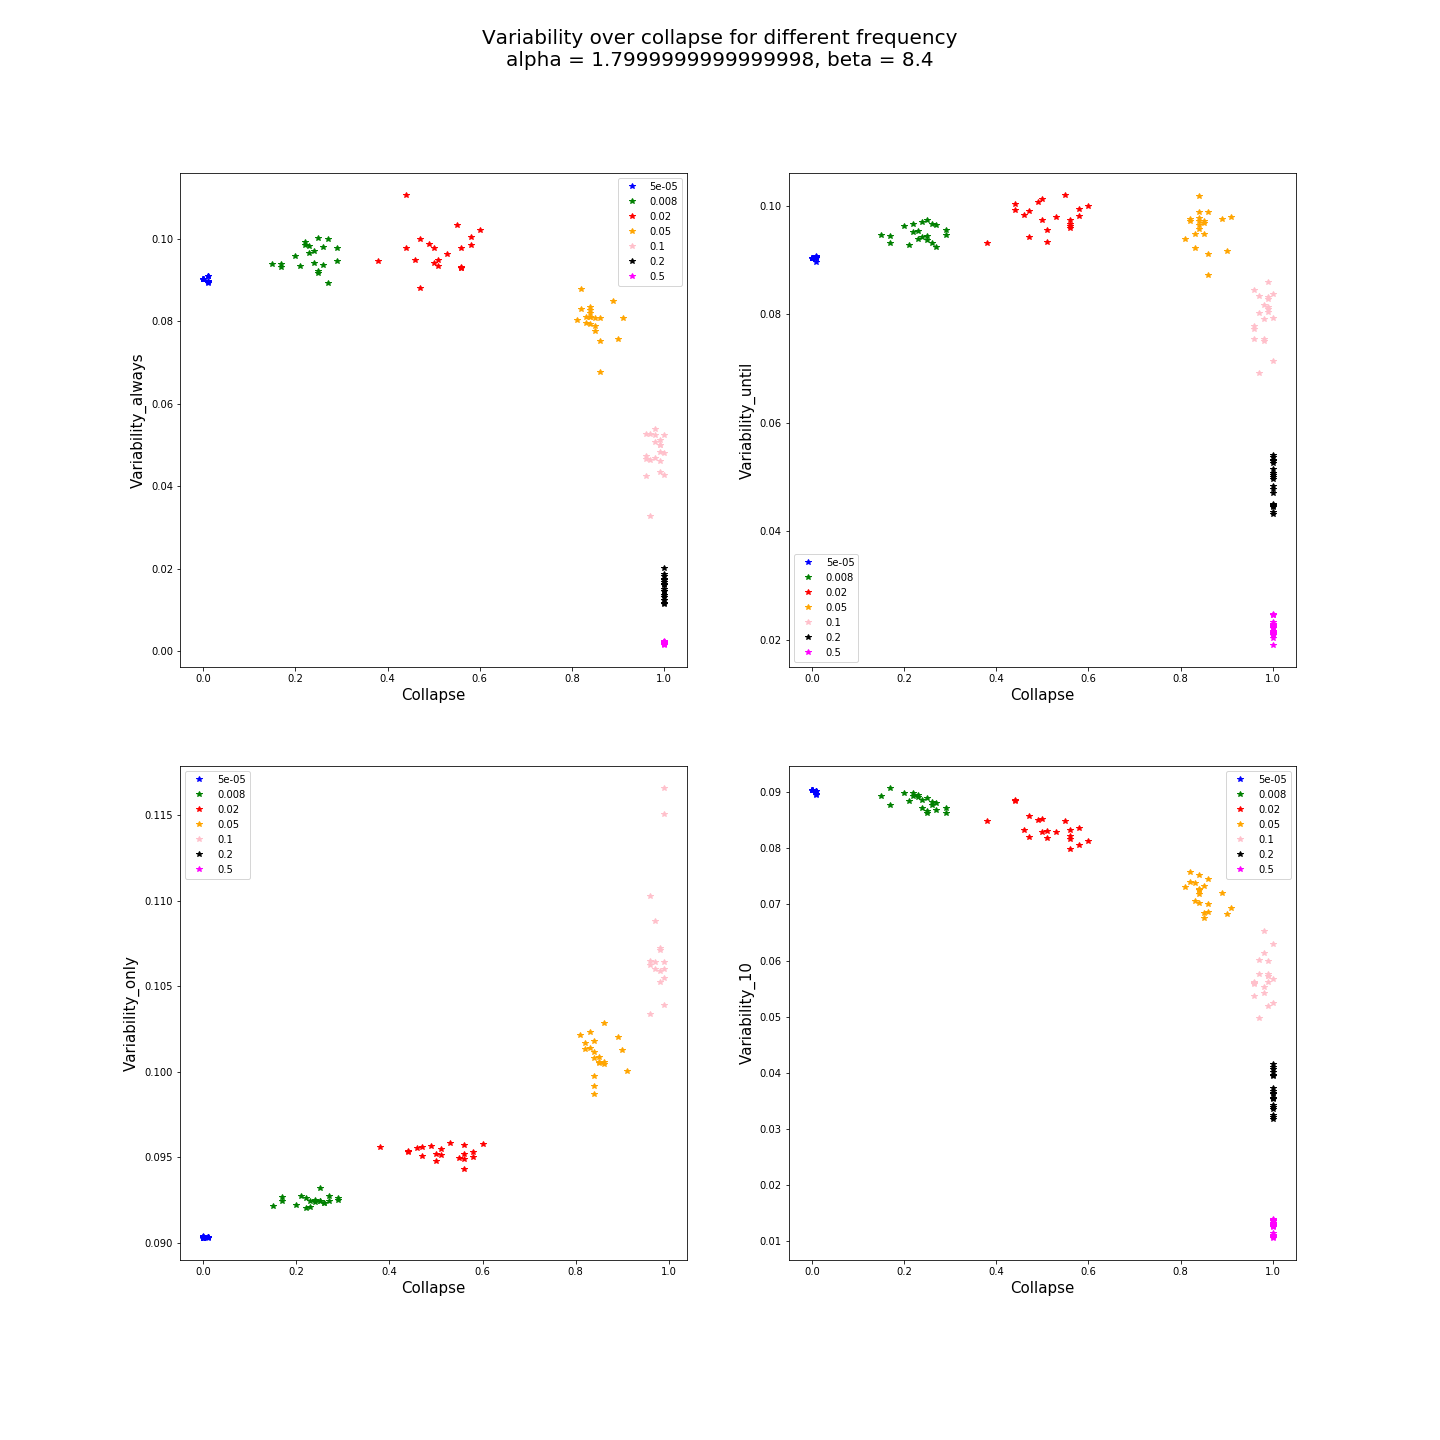 Variability over collapse for different frequency
alpha = 1.7999999999999998, beta = 8.4
5e-05
0.008
0.02
0.05
0.1
0.2
0.5
0.10
0.08
0.06
0.04
0.02
0.00
Variability_always
0.0 0.2 0.4 0.6 0.8 1.0
Collapse
0.10
0.08
0.06
0.04
0.02
Variability_until
5e-05
0.008
0.02
0.05
0.1
0.2
0.5
0.0 0.2 0.4 0.6 0.8 1.0
Collapse
5e-05
0.008
0.02
0.05
0.1
0.2
0.5
0.115
0.110
0.105
0.100
0.095
0.090
Variability_only
0.0 0.2 0.4 0.6 0.8 1.0
Collapse
5e-05
0.008
0.02
0.05
0.1
0.2
0.5
0.09
0.08
0.07
0.06
0.05
0.04
0.03
0.02
0.01
Variability_10
0.0 0.2 0.4 0.6 0.8 1.0
Collapse